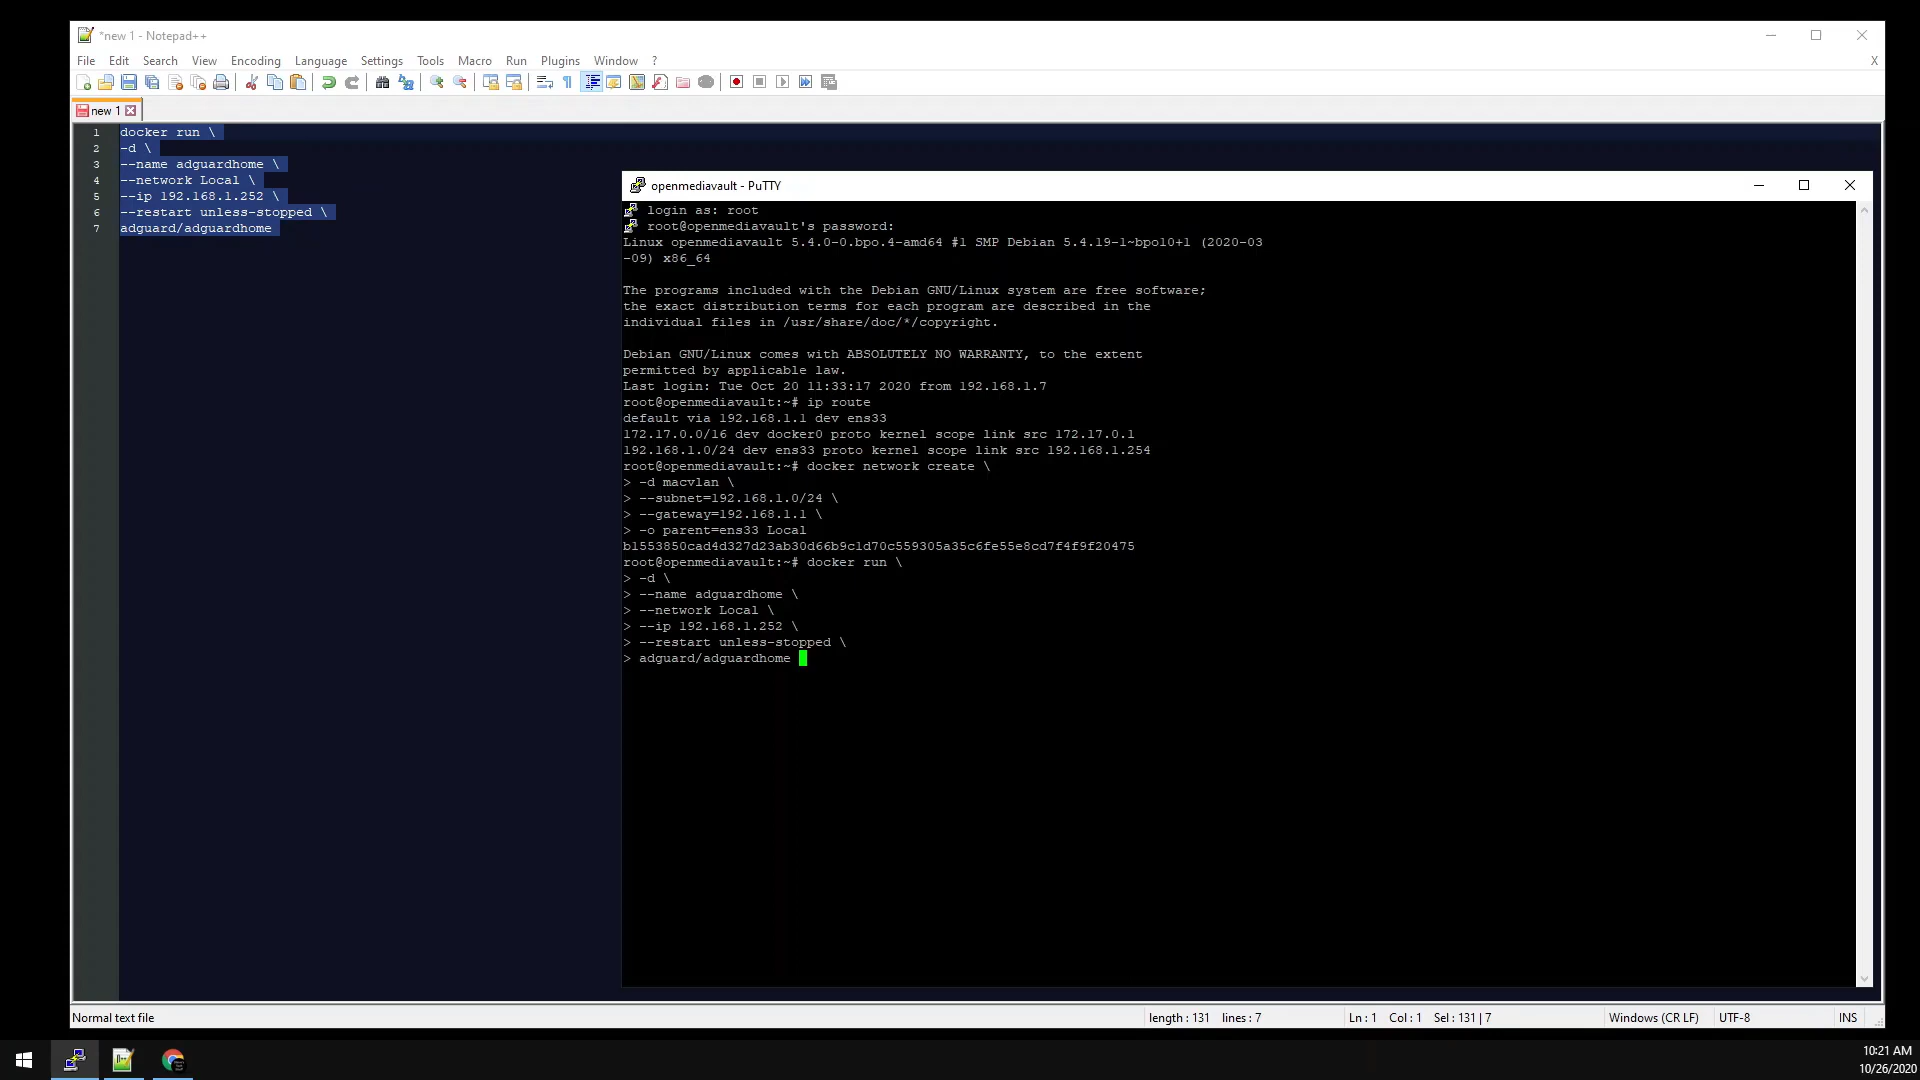 *new 1 - Notepad++
File Edit Search View Encoding Language Settings Tools Macro Run Plugins Window ? X
new 1
1 docker run \
2 -d \
3 --name adguardhome \
4 --network Local \
5 --ip 192.168.1.252 \
6 --restart unless-stopped \
7 adguard/adguardhome
openmediavault - PuTTY
login as: root
root@openmediavault's password:
Linux openmediavault 5.4.0-0.bpo.4-amd64 #1 SMP Debian 5.4.19-1~bpo10+1 (2020-03
-09) x86_64
The programs included with the Debian GNU/Linux system are free software;
the exact distribution terms for each program are described in the
individual files in /usr/share/doc/*/copyright.
Debian GNU/Linux comes with ABSOLUTELY NO WARRANTY, to the extent
permitted by applicable law.
Last login: Tue Oct 20 11:33:17 2020 from 192.168.1.7
root@openmediavault:~# ip route
default via 192.168.1.1 dev ens33
172.17.0.0/16 dev docker0 proto kernel scope link src 172.17.0.1
192.168.1.0/24 dev ens33 proto kernel scope link src 192.168.1.254
root@openmediavault:~# docker network create \
> -d macvlan \
> --subnet=192.168.1.0/24 \
> --gateway=192.168.1.1 \
> -o parent=ens33 Local
b1553850cad4d327d23ab30d66b9c1d70c559305a35c6fe55e8cd7f4f9f20475
root@openmediavault:~# docker run \
> -d \
> --name adguardhome \
> --network Local \
> --ip 192.168.1.252 \
> --restart unless-stopped \
> adguard/adguardhome
Normal text file length : 131 lines : 7 Ln : 1 Col : 1 Sel : 131 | 7 Windows (CR LF) UTF-8 INS
10:21 AM
10/26/2020